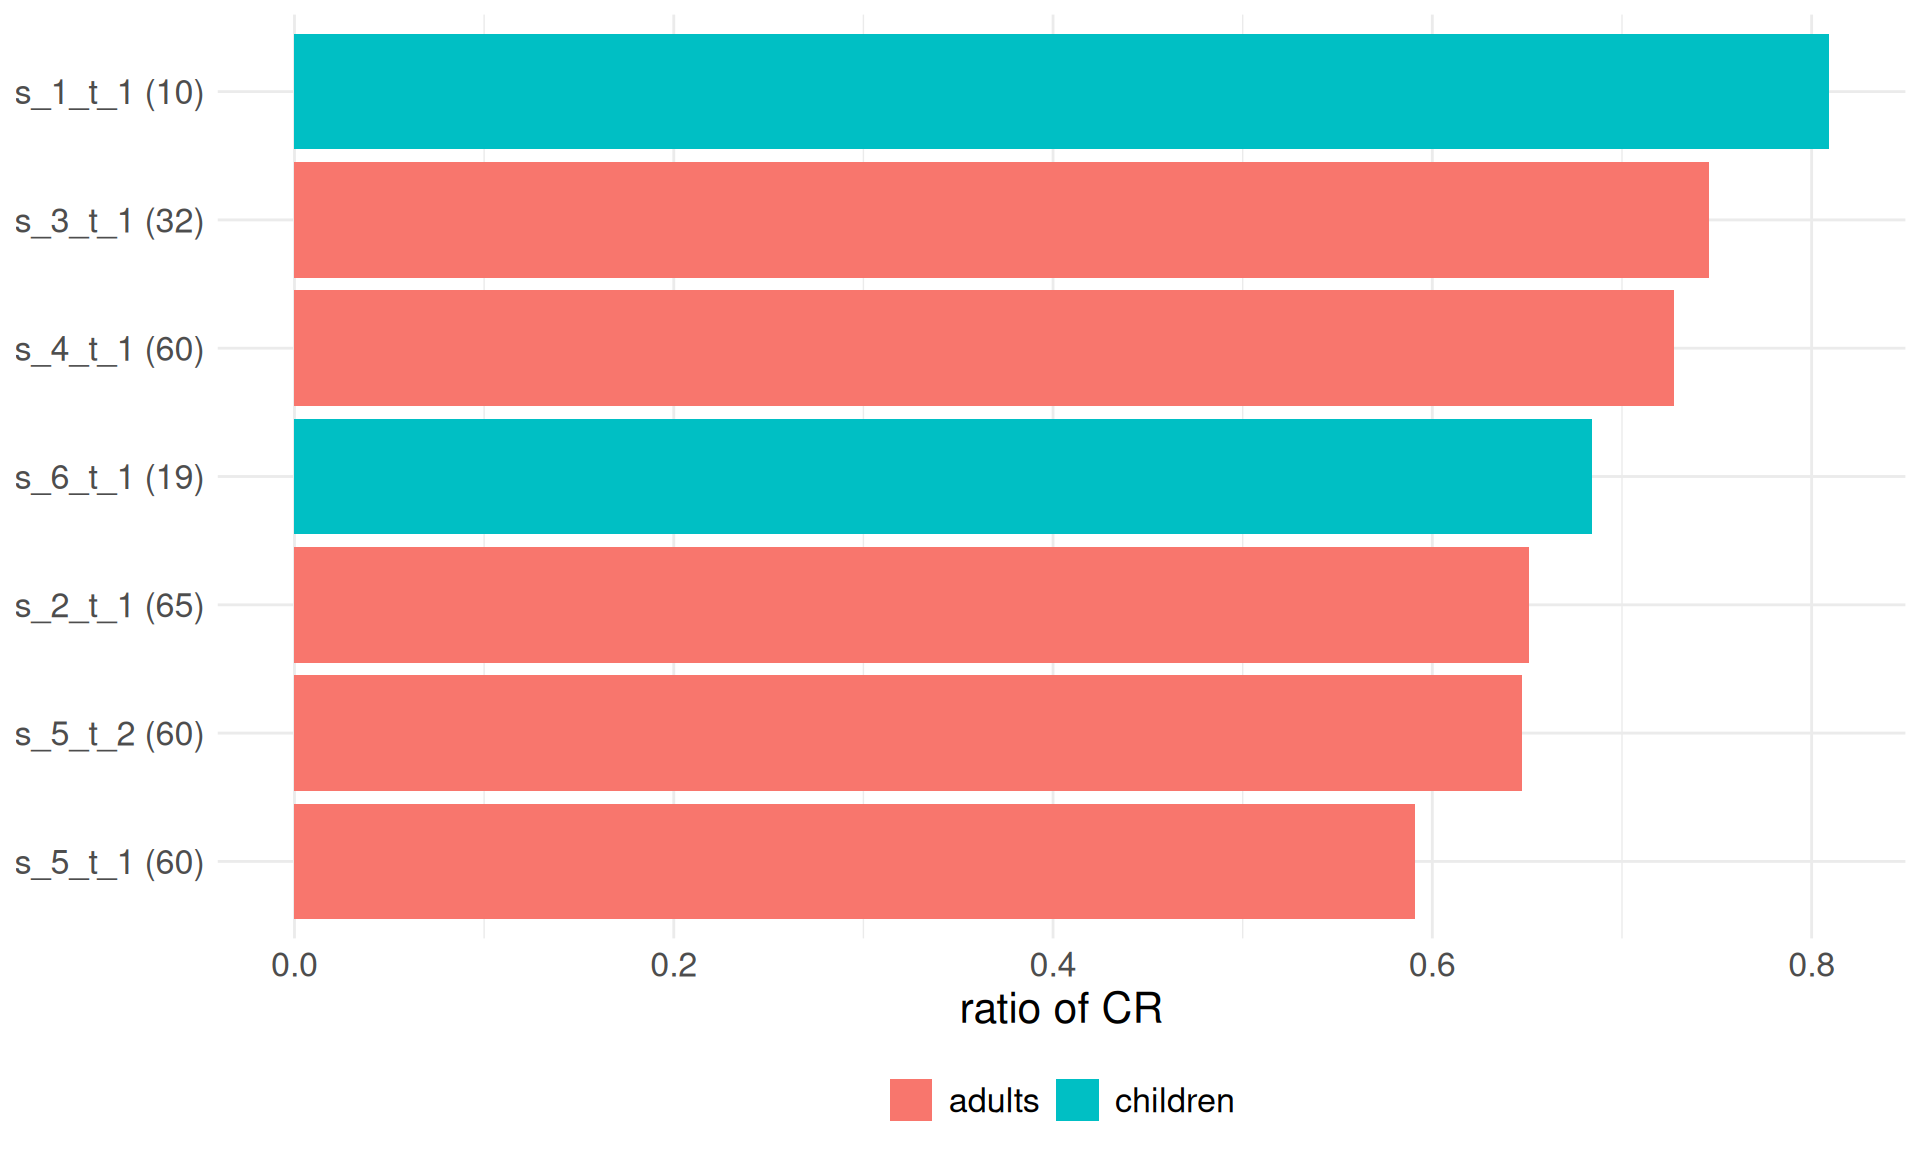 s_1_t_1 (10)
s_3_t_1 (32)
s_4_t_1 (60)
s_6_t_1 (19)
s_2_t_1 (65)
s_5_t_2 (60)
s_5_t_1 (60)
0.0 0.2 0.4 0.6 0.8
ratio of CR
adults children